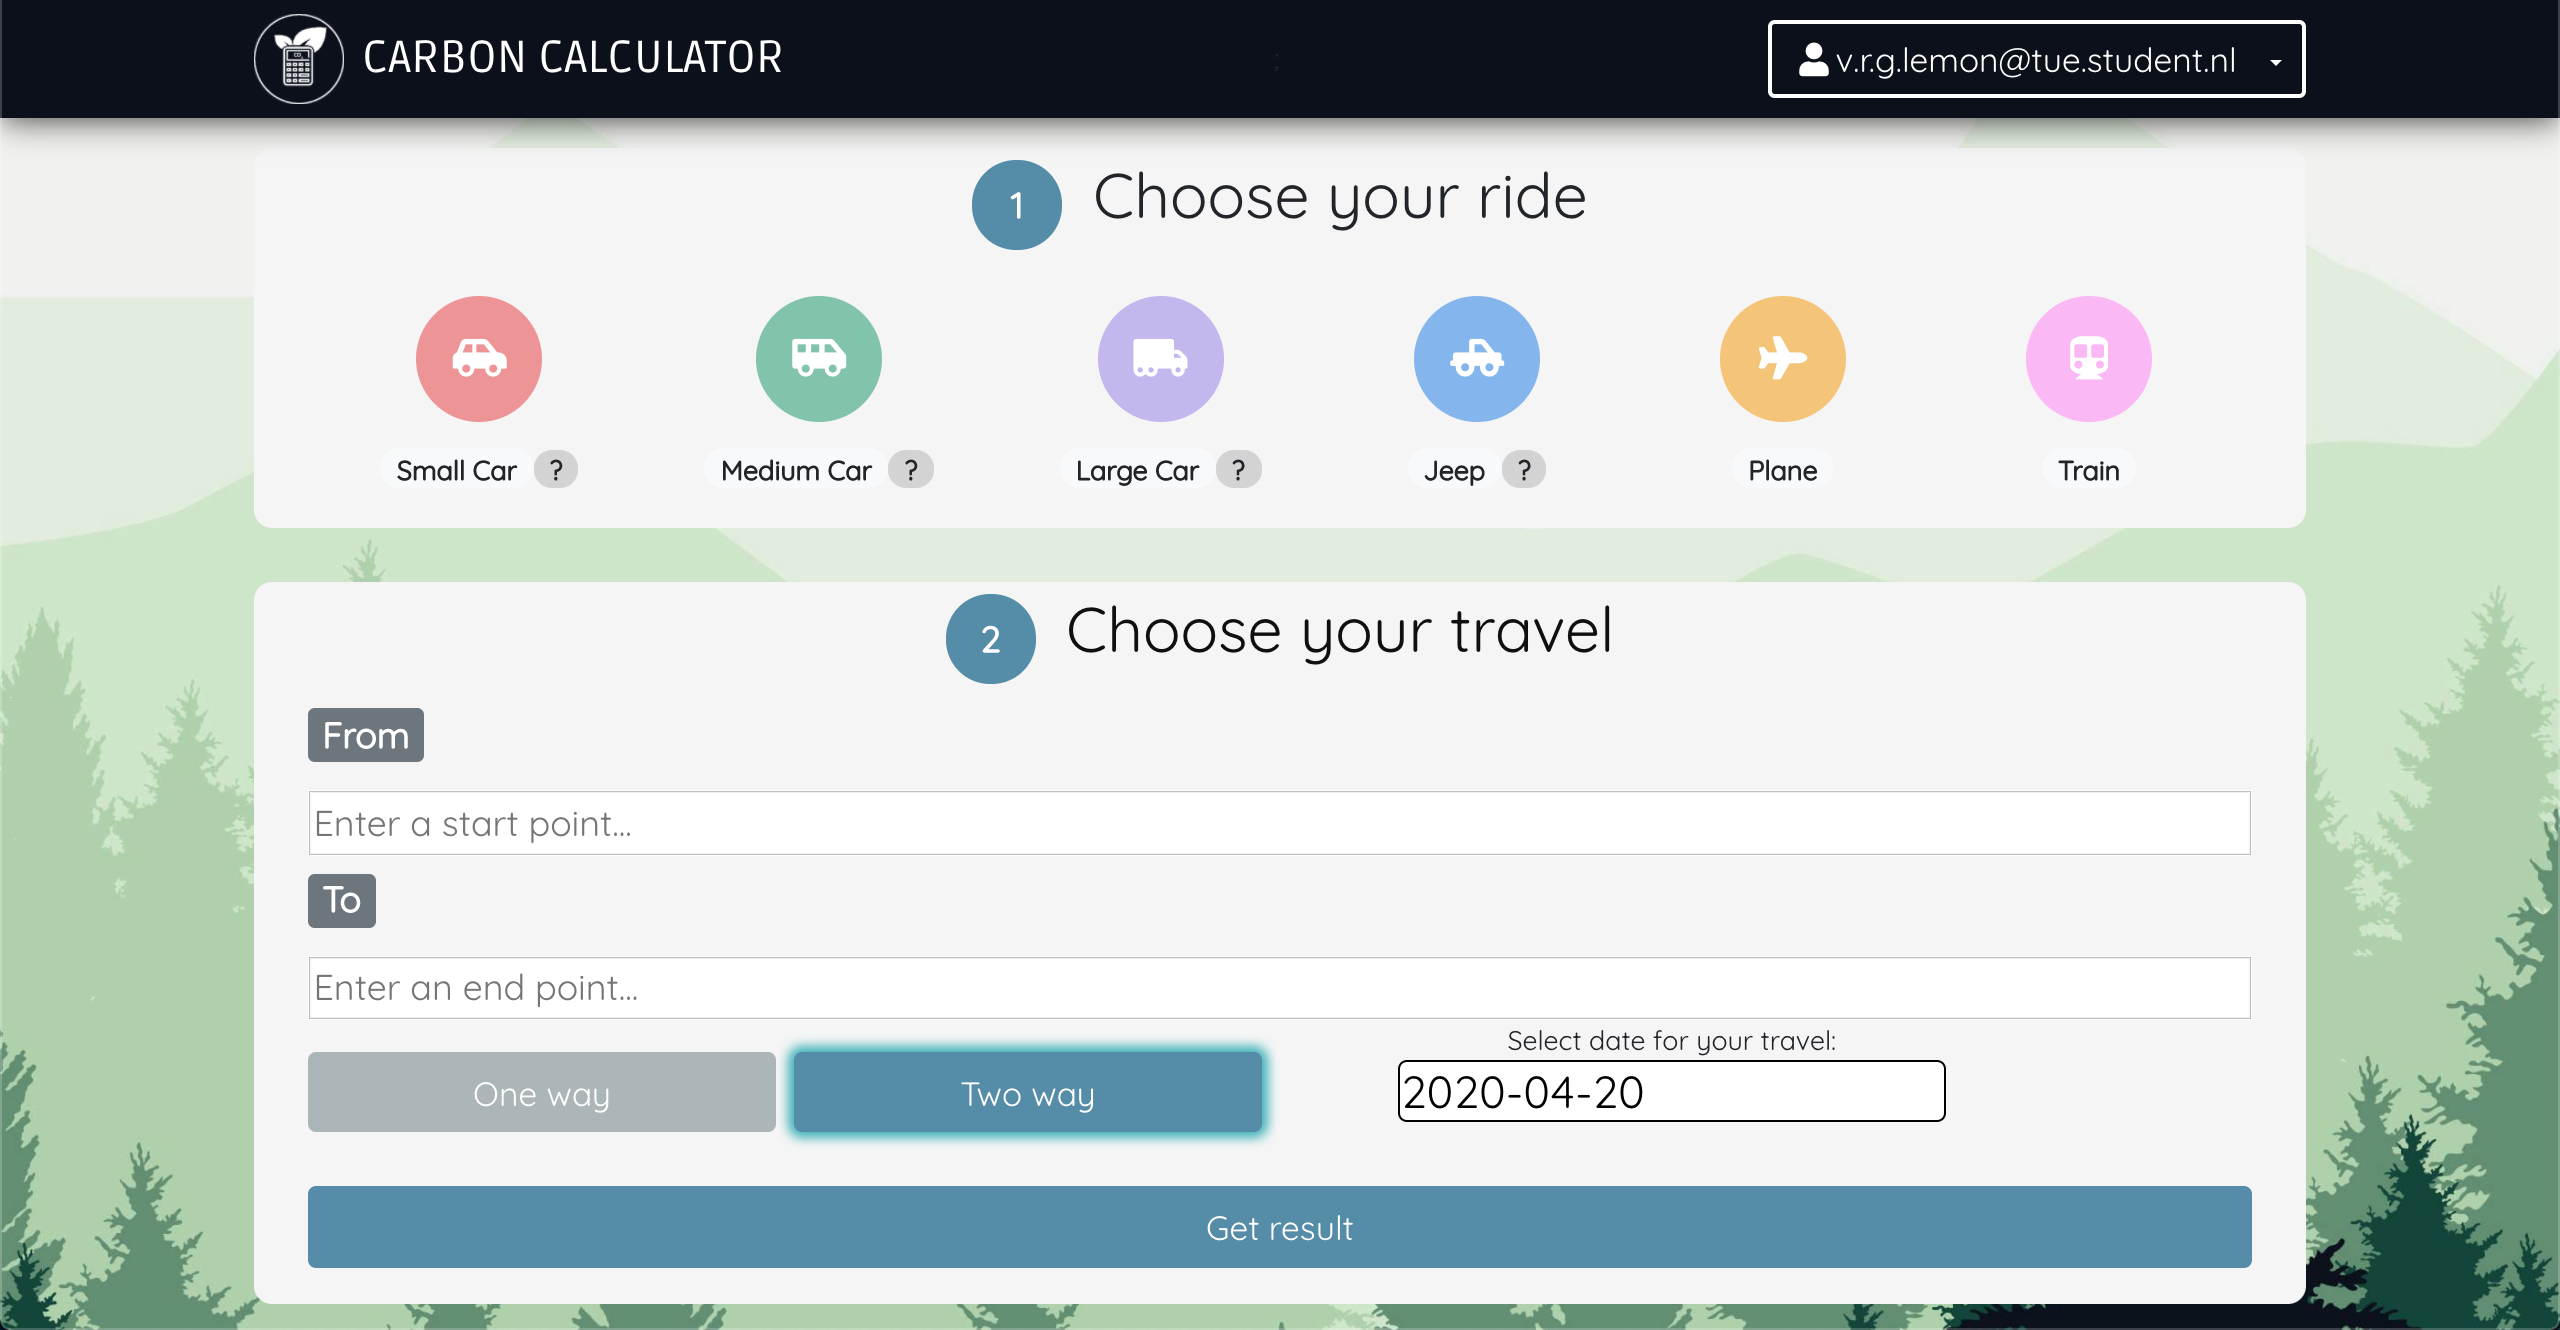 CARBON CALCULATOR
v.r.g.lemon@tue.student.nl
1 Choose your ride
Small Car ? Medium Car ? Large Car ? Jeep ? Plane Train
2 Choose your travel
From
Enter a start point...
To
Enter an end point...
Select date for your travel:
One way Two way 2020-04-20
Get result